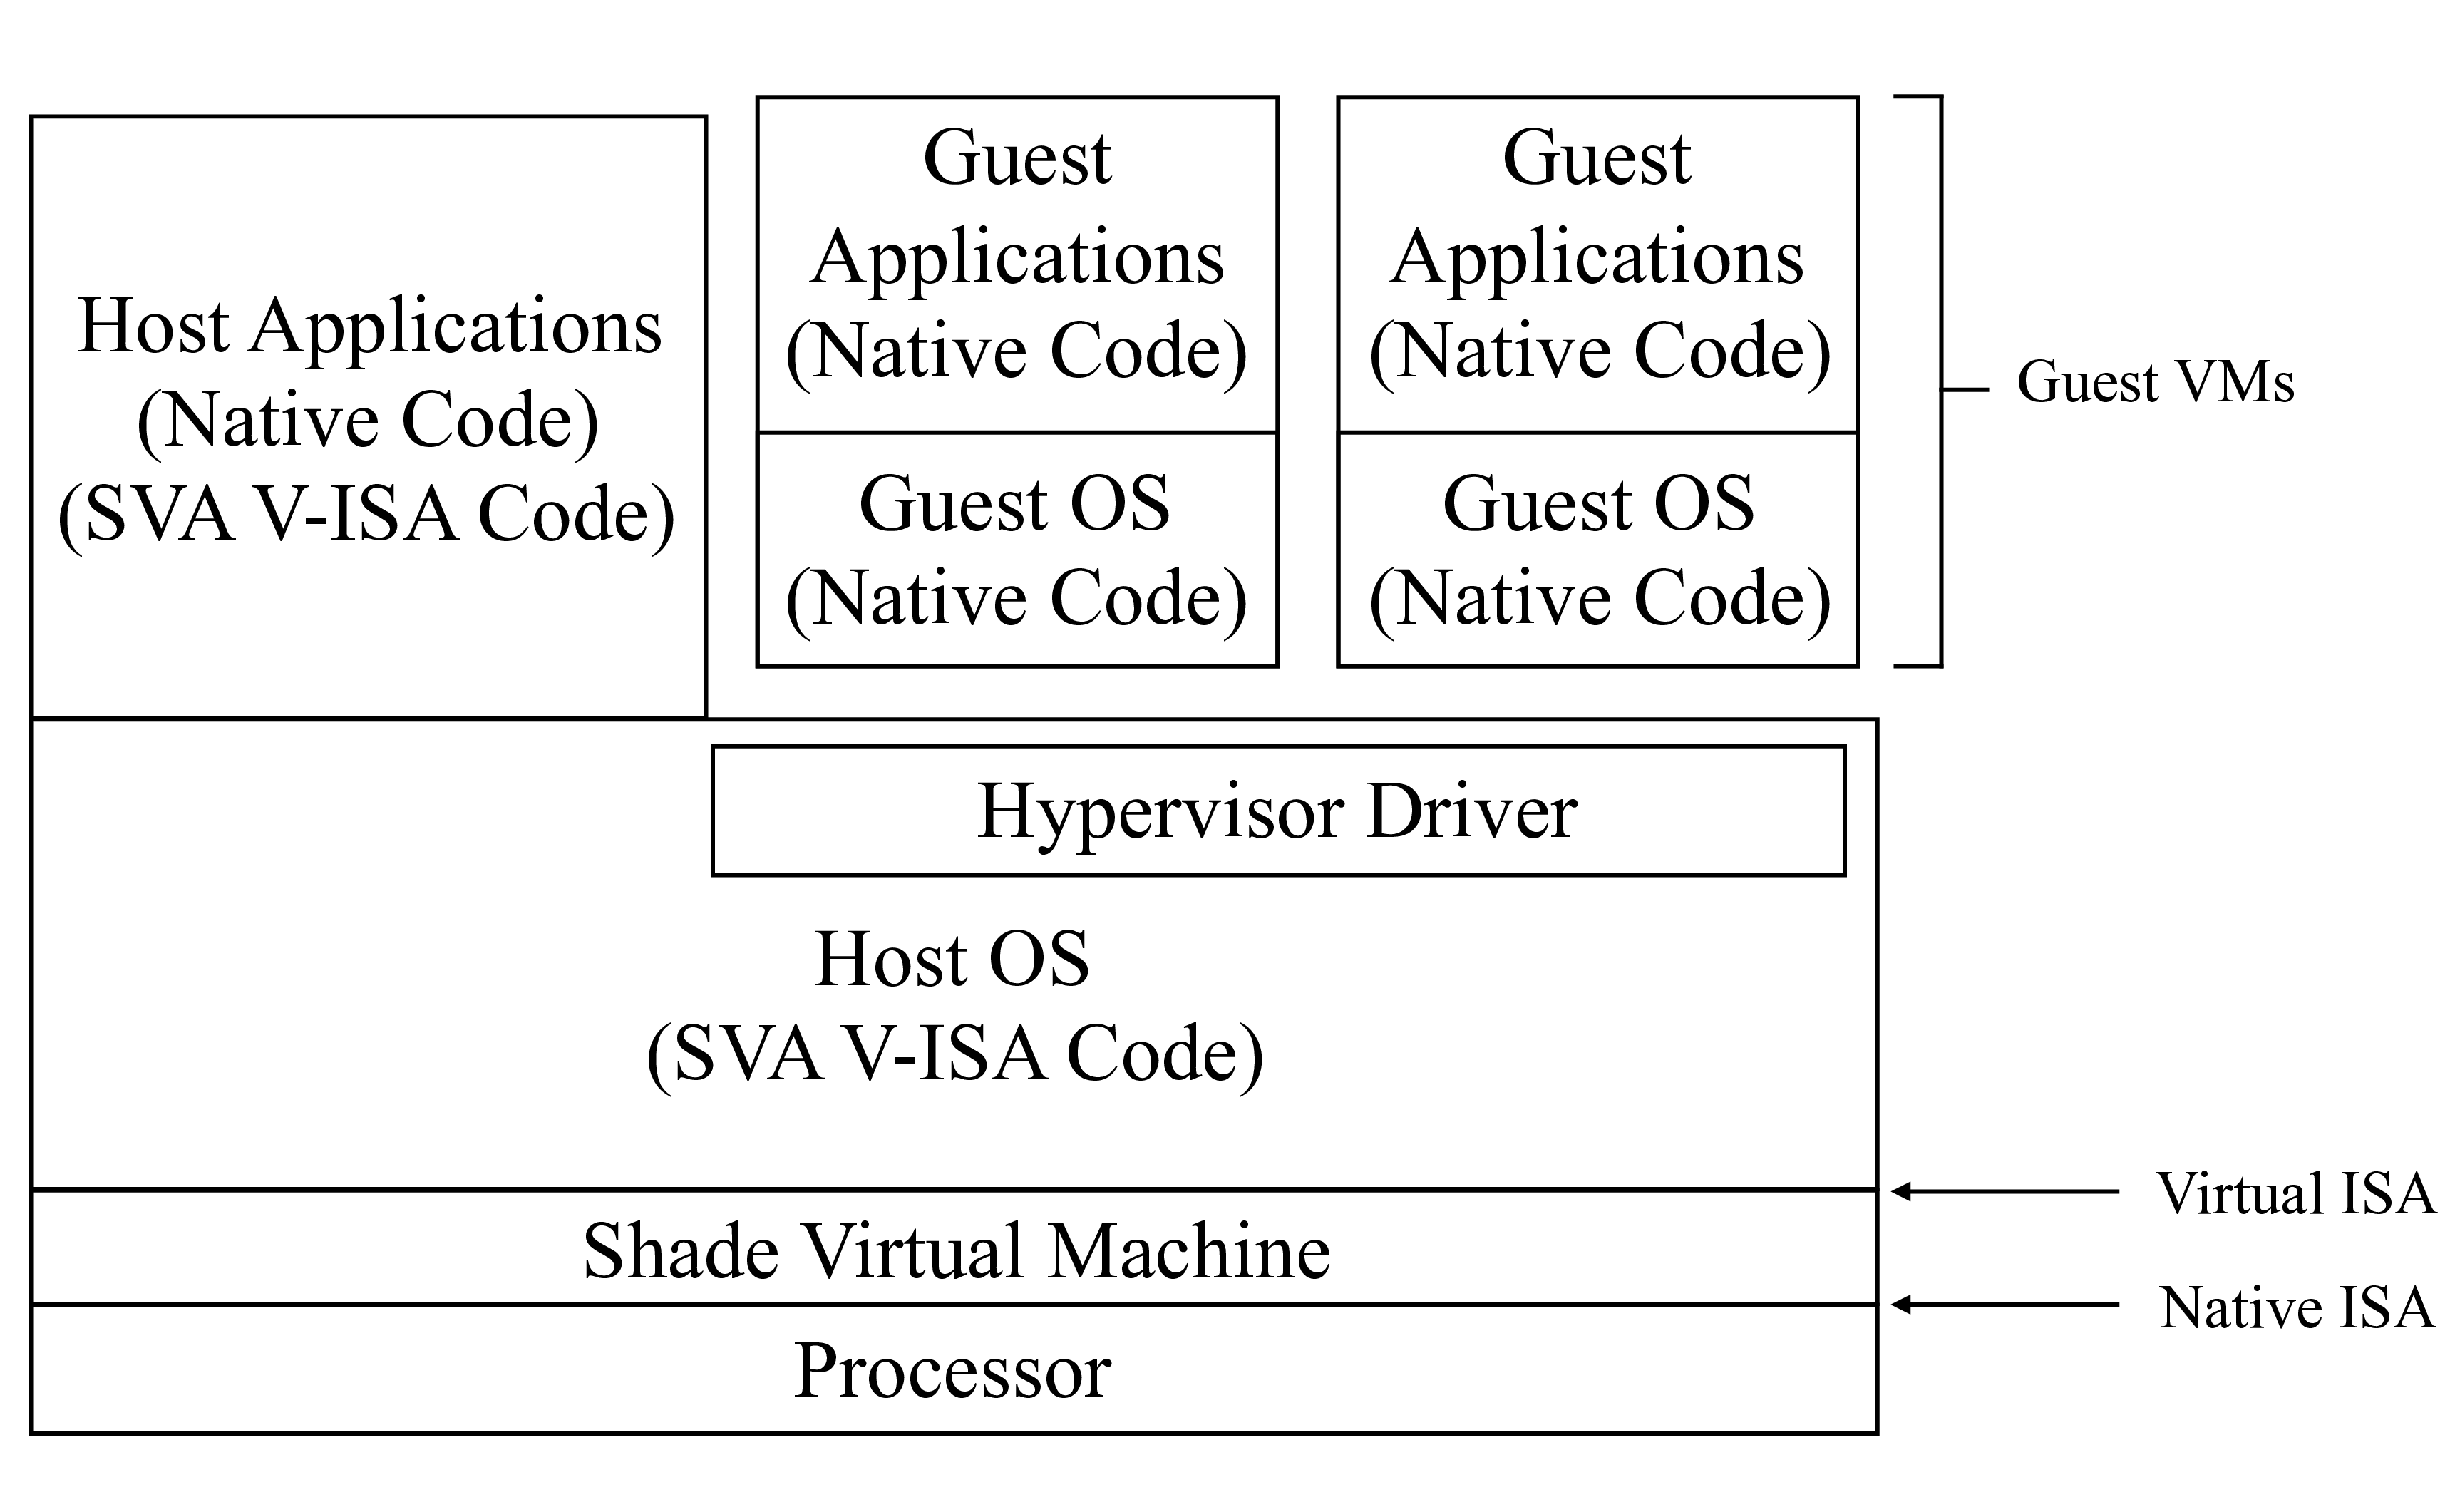 Host Applications
(Native Code)
(SVA V-ISA Code)
Guest
Applications
(Native Code)
Guest OS
(Native Code)
Guest
Applications
(Native Code)
Guest OS
(Native Code)
Guest VMs
Hypervisor Driver
Host OS
(SVA V-ISA Code)
Virtual ISA
Shade Virtual Machine
Native ISA
Processor